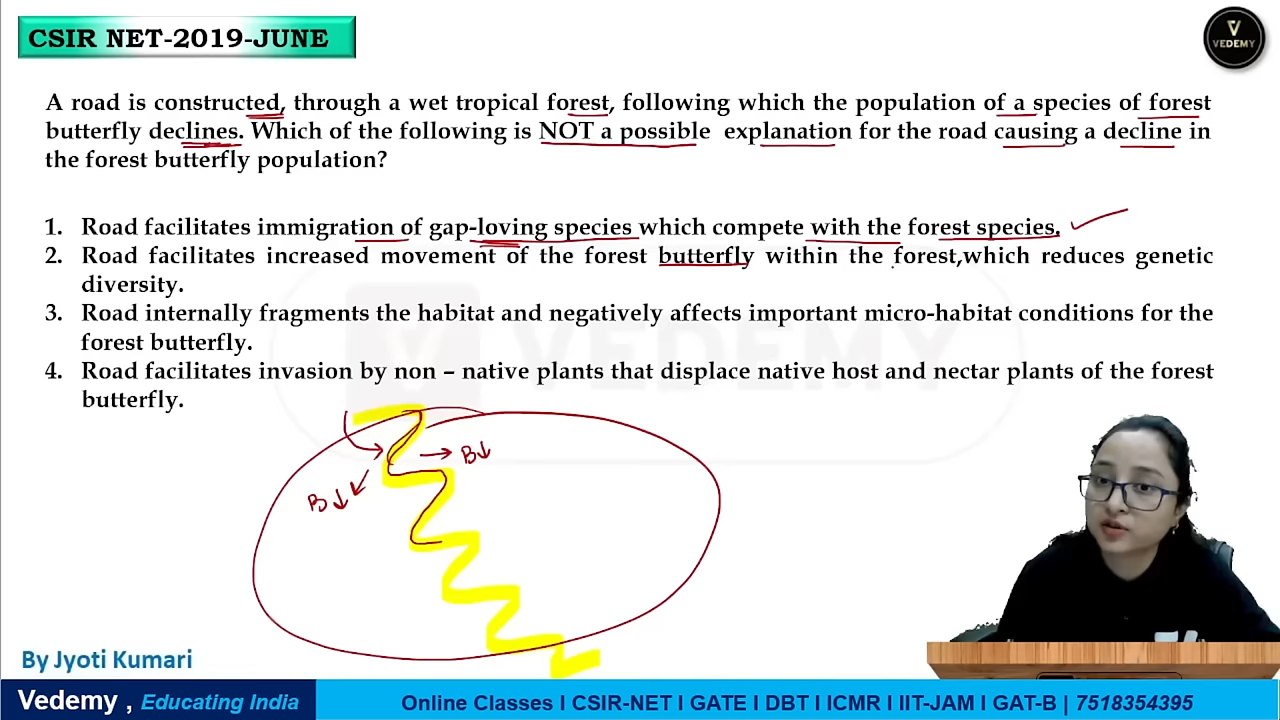 CSIR NET-2019-JUNE
V
VEDEMY
A road is constructed, through a wet tropical forest, following which the population of a species of forest
butterfly declines. Which of the following is NOT a possible explanation for the road causing a decline in
the forest butterfly population?
1. Road facilitates immigration of gap-loving species which compete with the forest species.
2. Road facilitates increased movement of the forest butterfly within the forest,which reduces genetic
diversity.
3. Road internally fragments the habitat and negatively affects important micro-habitat conditions for the
forest butterfly.
4. Road facilitates invasion by non – native plants that displace native host and nectar plants of the forest
butterfly.
VEDEMY
B↓
B↓
By Jyoti Kumari
Vedemy , Educating India
Online Classes I CSIR-NET I GATE I DBT I ICMR I IIT-JAM I GAT-B | 7518354395